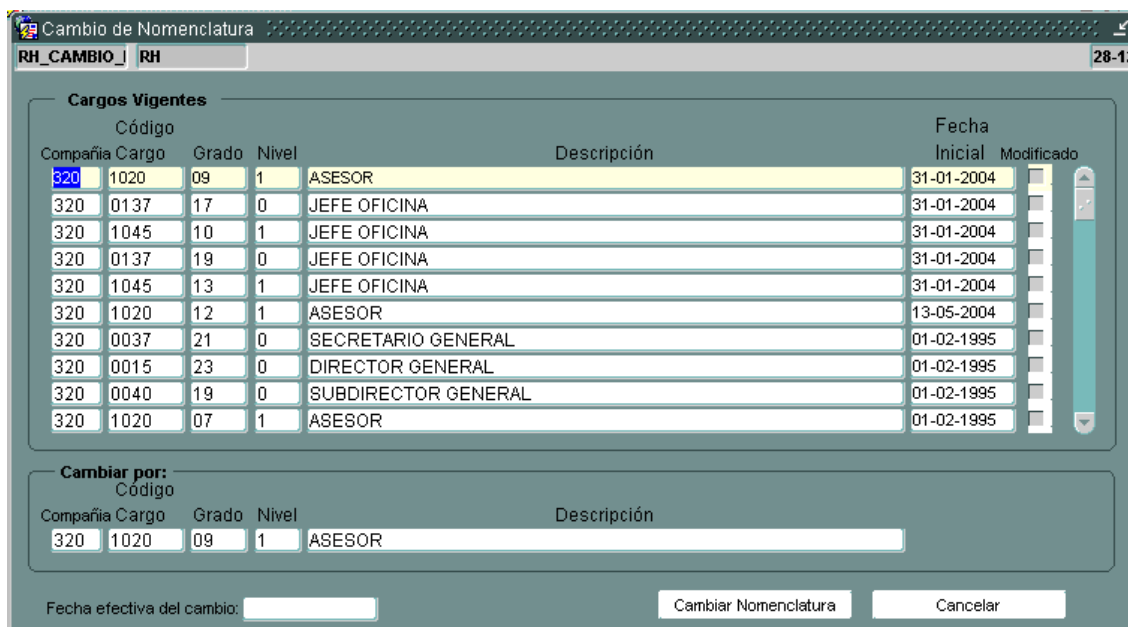 Cambio de Nomenclatura
RH_CAMBIO_ RH 28-1
Cargos Vigentes
Código Fecha
Compañia Cargo Grado Nivel Descripción Inicial Modificado
320 1020 09 1 ASESOR 31-01-2004
320 0137 17 0 JEFE OFICINA 31-01-2004
320 1045 10 1 JEFE OFICINA 31-01-2004
320 0137 19 0 JEFE OFICINA 31-01-2004
320 1045 13 1 JEFE OFICINA 31-01-2004
320 1020 12 1 ASESOR 13-05-2004
320 0037 21 0 SECRETARIO GENERAL 01-02-1995
320 0015 23 0 DIRECTOR GENERAL 01-02-1995
320 0040 19 0 SUBDIRECTOR GENERAL 01-02-1995
320 1020 07 1 ASESOR 01-02-1995
Cambiar por:
Código
Compañia Cargo Grado Nivel Descripción
320 1020 09 1 ASESOR
Fecha efectiva del cambio: Cambiar Nomenclatura Cancelar